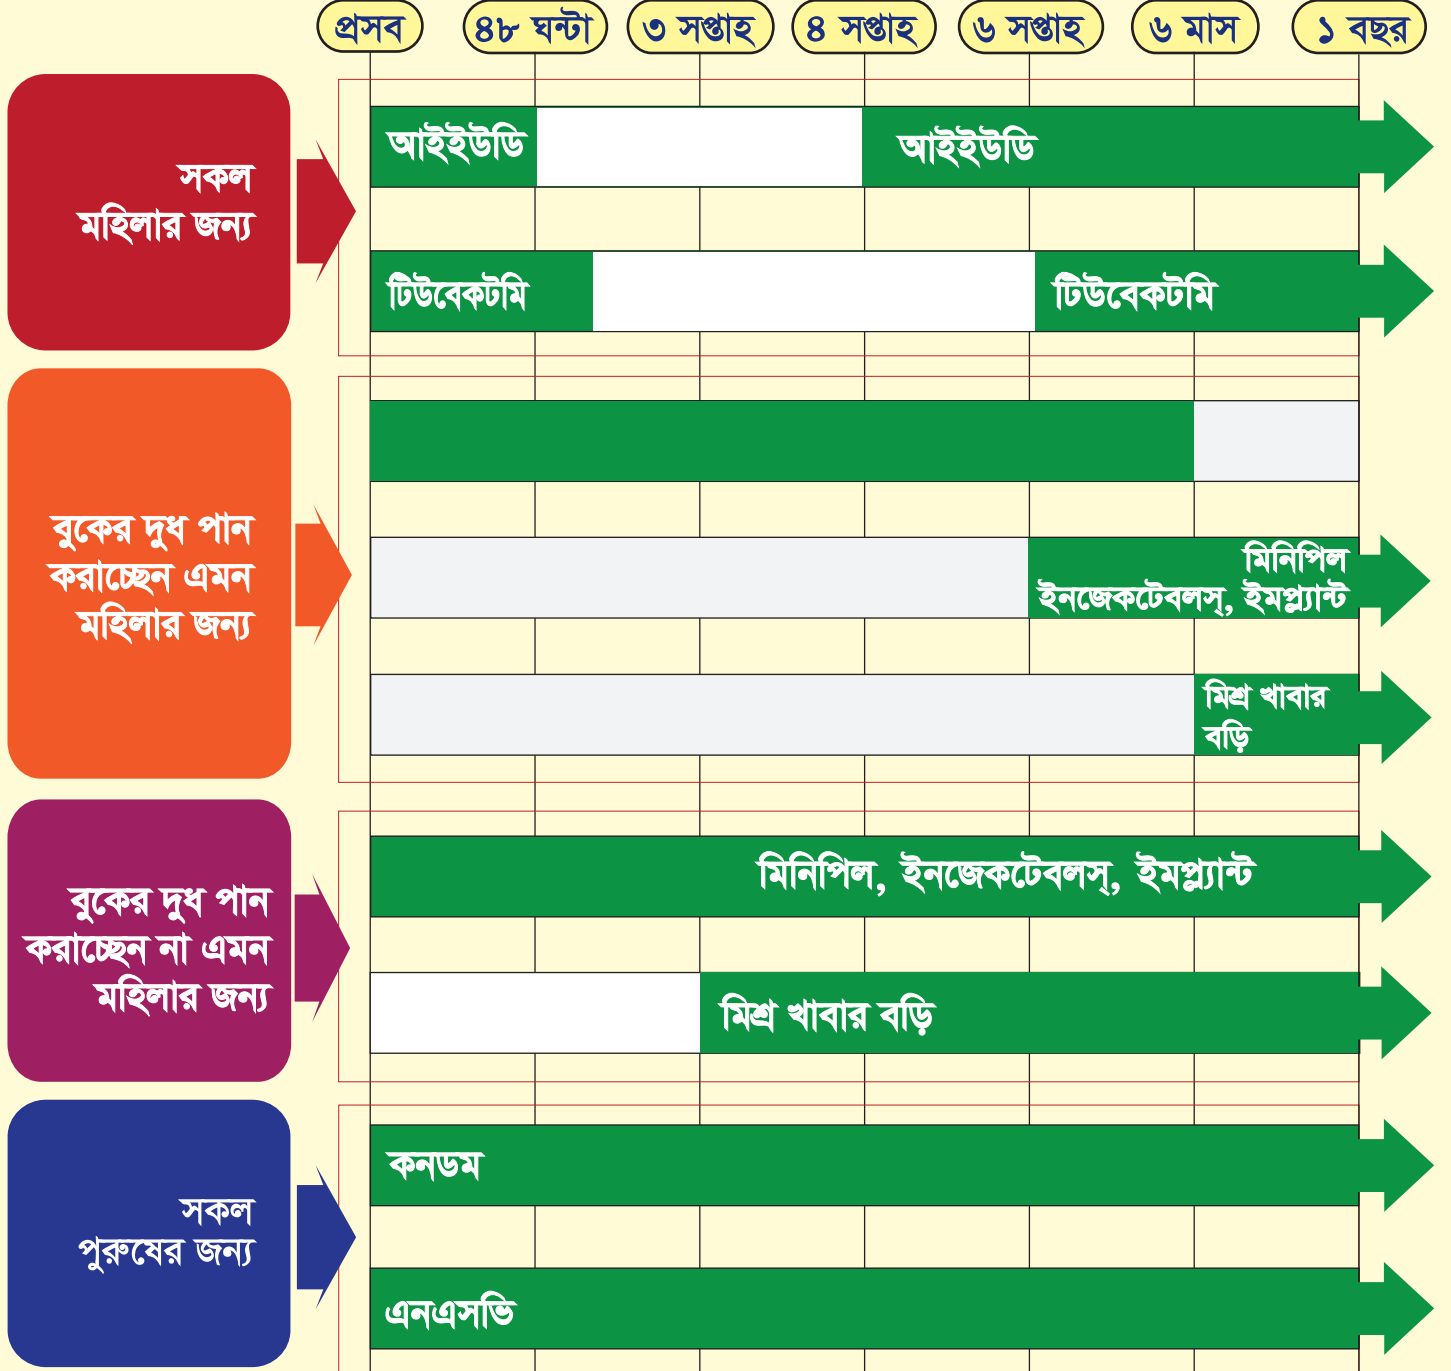 প্রসব ৪৮ ঘন্টা ৩ সপ্তাহ ৪ সপ্তাহ ৬ সপ্তাহ ৬ মাস ১ বছর
সকল
মহিলার জন্য
আইইউডি আইইউডি
টিউবেকটমি টিউবেকটমি
বুকের দুধ পান
করাচ্ছেন এমন
মহিলার জন্য
মিনিপিল
ইনজেকটেবলস্, ইমপ্ল্যান্ট
মিশ্র খাবার
বড়ি
বুকের দুধ পান
করাচ্ছেন না এমন
মহিলার জন্য
মিনিপিল, ইনজেকটেবলস্, ইমপ্ল্যান্ট
মিশ্র খাবার বড়ি
সকল
পুরুষের জন্য
কনডম
এনএসভি